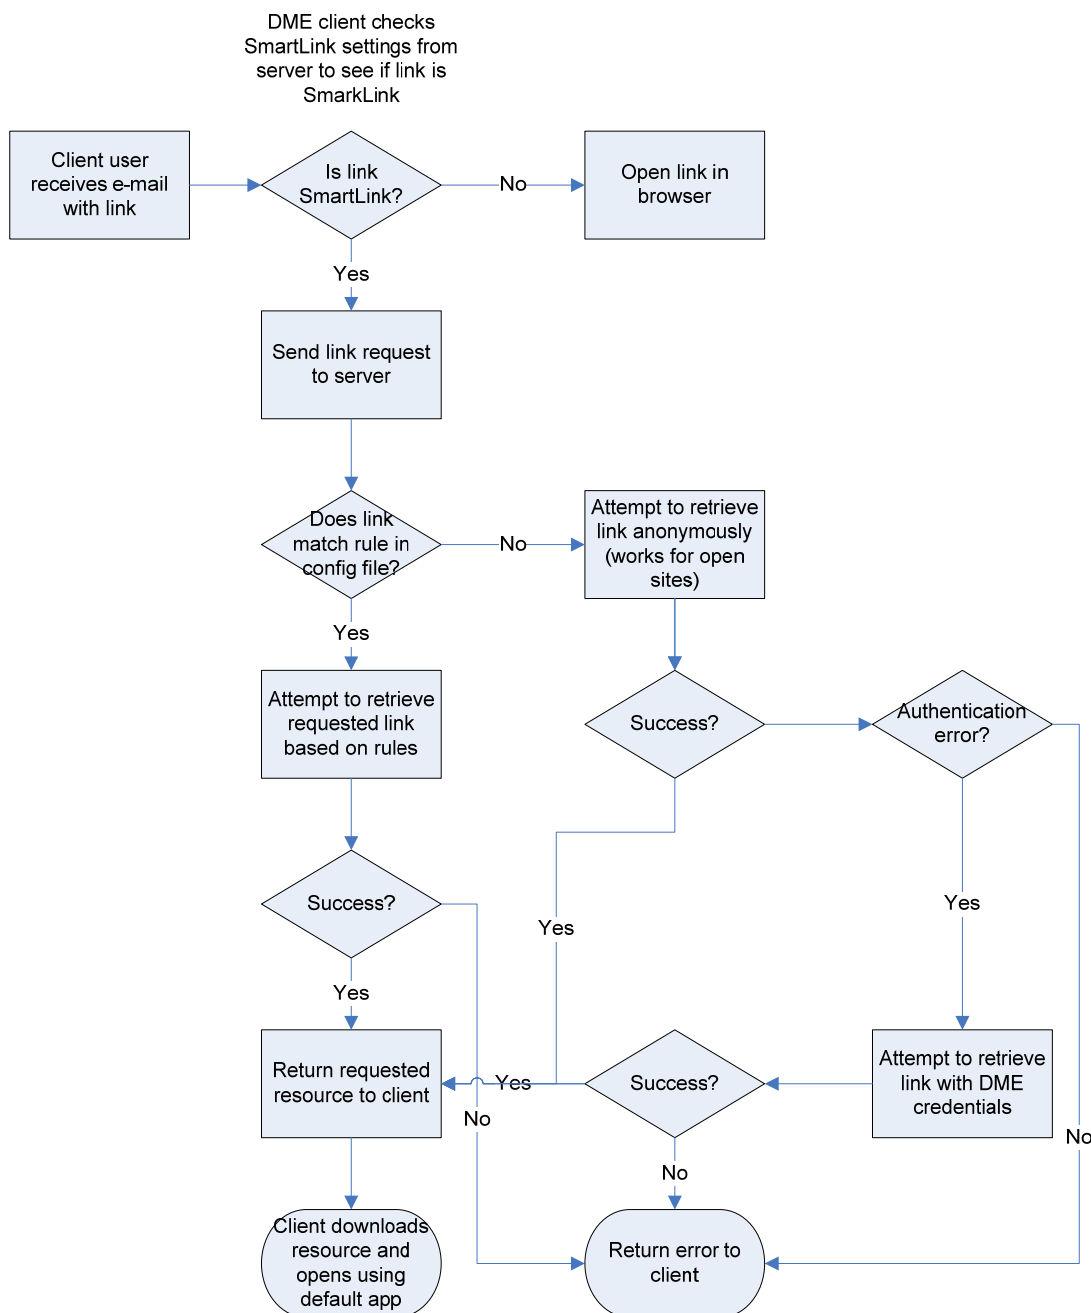 DME client checks
SmartLink settings from
server to see if link is
SmarkLink
Client user
receives e-mail
with link
Is link
SmartLink?
No
Open link in
browser
Yes
Send link request
to server
Does link
match rule in
config file?
No
Attempt to retrieve
link anonymously
(works for open
sites)
Yes
Attempt to retrieve
requested link
based on rules
Success?
Authentication
error?
Success?
Yes
Yes
Yes
Return requested
resource to client
Yes
Success?
Attempt to retrieve
link with DME
credentials
No
No
No
Client downloads
resource and
opens using
default app
Return error to
client